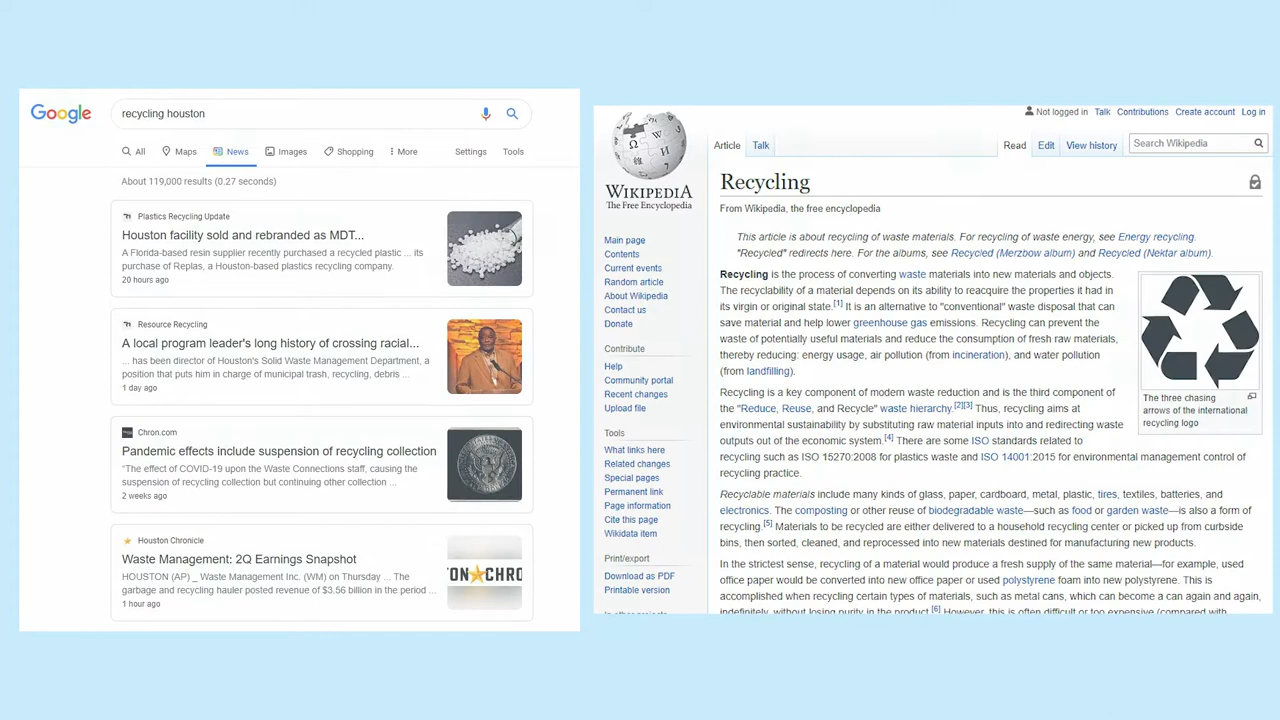 Google
recycling houston
All Maps News Images Shopping More Settings Tools
About 119,000 results (0.27 seconds)
Plastics Recycling Update
Houston facility sold and rebranded as MDT...
A Florida-based resin supplier recently purchased a recycled plastic ... its
purchase of Replas, a Houston-based plastics recycling company.
20 hours ago
Resource Recycling
A local program leader's long history of crossing racial...
... has been director of Houston's Solid Waste Management Department, a
position that puts him in charge of municipal trash, recycling, debris ...
1 day ago
Chron.com
Pandemic effects include suspension of recycling collection
"The effect of COVID-19 upon the Waste Connections staff, causing the
suspension of recycling collection but continuing other collection ...
2 weeks ago
Houston Chronicle
Waste Management: 2Q Earnings Snapshot
HOUSTON (AP) _ Waste Management Inc. (WM) on Thursday ... The
garbage and recycling hauler posted revenue of $3.56 billion in the period ...
1 hour ago
ON CHRO
WIKIPEDIA
The Free Encyclopedia
Main page
Contents
Current events
Random article
About Wikipedia
Contact us
Donate
Contribute
Help
Community portal
Recent changes
Upload file
Tools
What links here
Related changes
Special pages
Permanent link
Page information
Cite this page
Wikidata item
Print/export
Download as PDF
Printable version
In other projects
Not logged in Talk Contributions Create account Log in
Article Talk Read Edit View history Search Wikipedia
Recycling
From Wikipedia, the free encyclopedia
This article is about recycling of waste materials. For recycling of waste energy, see Energy recycling.
"Recycled" redirects here. For the albums, see Recycled (Merzbow album) and Recycled (Nektar album).
Recycling is the process of converting waste materials into new materials and objects.
The recyclability of a material depends on its ability to reacquire the properties it had in
its virgin or original state.[1] It is an alternative to "conventional" waste disposal that can
save material and help lower greenhouse gas emissions. Recycling can prevent the
waste of potentially useful materials and reduce the consumption of fresh raw materials,
thereby reducing: energy usage, air pollution (from incineration), and water pollution
(from landfilling).
The three chasing
arrows of the international
recycling logo
Recycling is a key component of modern waste reduction and is the third component of
the "Reduce, Reuse, and Recycle" waste hierarchy.[2][3] Thus, recycling aims at
environmental sustainability by substituting raw material inputs into and redirecting waste
outputs out of the economic system.[4] There are some ISO standards related to
recycling such as ISO 15270:2008 for plastics waste and ISO 14001:2015 for environmental management control of
recycling practice.
Recyclable materials include many kinds of glass, paper, cardboard, metal, plastic, tires, textiles, batteries, and
electronics. The composting or other reuse of biodegradable waste—such as food or garden waste—is also a form of
recycling.[5] Materials to be recycled are either delivered to a household recycling center or picked up from curbside
bins, then sorted, cleaned, and reprocessed into new materials destined for manufacturing new products.
In the strictest sense, recycling of a material would produce a fresh supply of the same material—for example, used
office paper would be converted into new office paper or used polystyrene foam into new polystyrene. This is
accomplished when recycling certain types of materials, such as metal cans, which can become a can again and again,
indefinitely, without losing purity in the product.[6] However, this is often difficult or too expensive (compared with